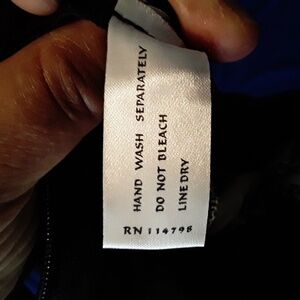 HAND WASH SEPARATELY
DO NOT BLEACH
LINE DRY
RN 114798